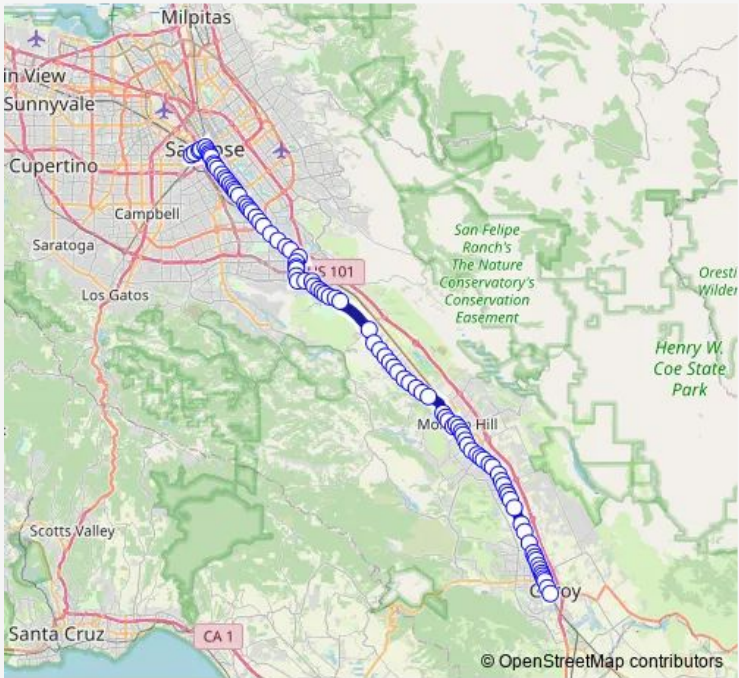 Milpitas
in View
Sunnyvale
Cupertino
Campbell
Saratoga
US 101
Los Gatos
San Felipe
Ranch's
The Nature
Conservatory's
Conservation
Easement
Oresti
Wilder
Henry W.
Coe State
Park
Hill
Scotts Valley
Santa Cruz
CA 1
© OpenStreetMap contributors